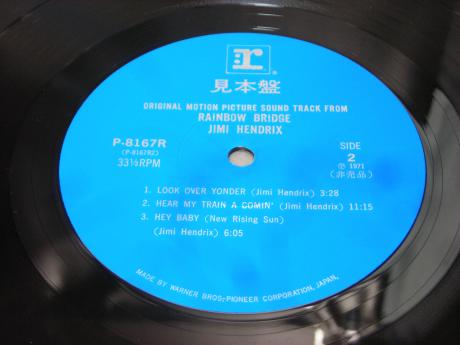 r:
見本盤
ORIGINAL MOTION PICTURE SOUND TRACK FROM
RAINBOW BRIDGE
JIMI HENDRIX
P-8167R
(P-8167R2)
33⅓RPM
SIDE
2
Ⓟ 1971
(非売品)
1. LOOK OVER YONDER (Jimi Hendrix) 3:28
2. HEAR MY TRAIN A COMIN' (Jimi Hendrix) 11:15
3. HEY BABY (New Rising Sun)
(Jimi Hendrix) 6:05
MADE BY WARNER BROS.-PIONEER CORPORATION, JAPAN.